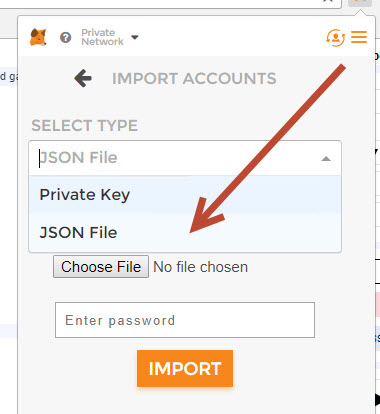 Private
Network
IMPORT ACCOUNTS
SELECT TYPE
JSON File
Private Key
JSON File
Choose File No file chosen
Enter password
IMPORT